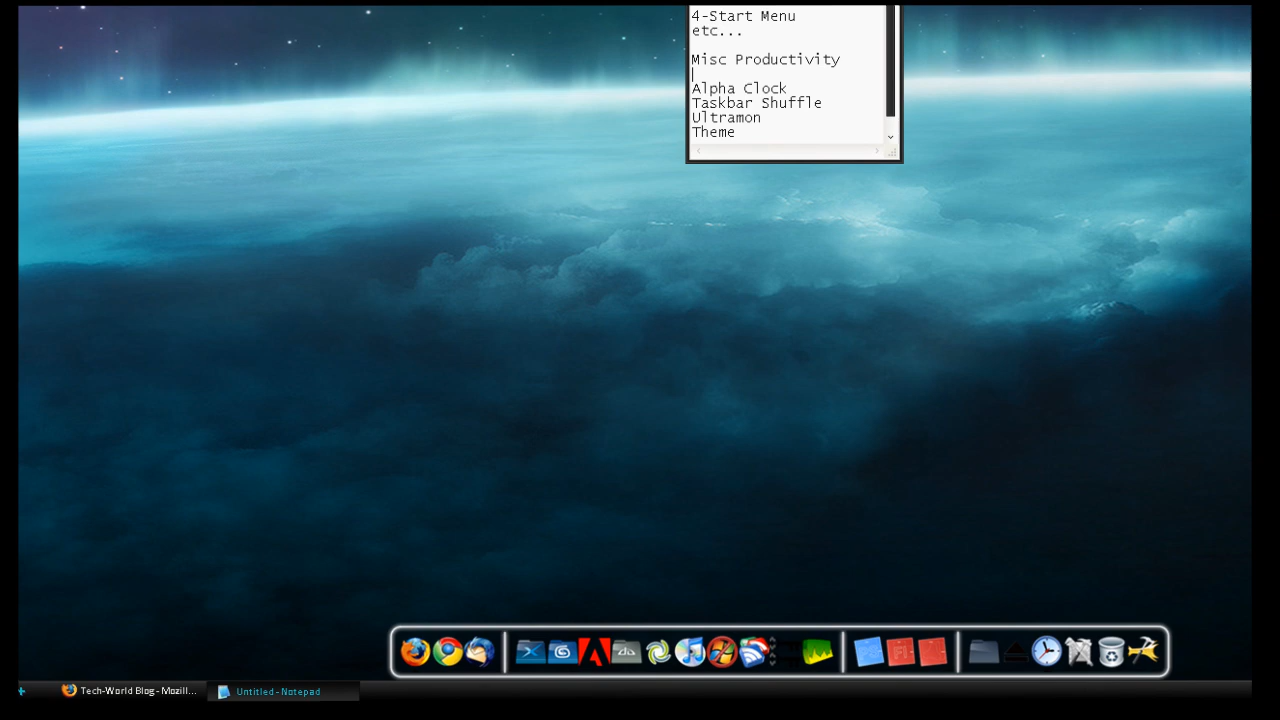 4-Start Menu
etc...
Misc Productivity
Alpha Clock
Taskbar Shuffle
Ultramon
Theme
Tech-World Blog - Mozill...
Untitled - Notepad